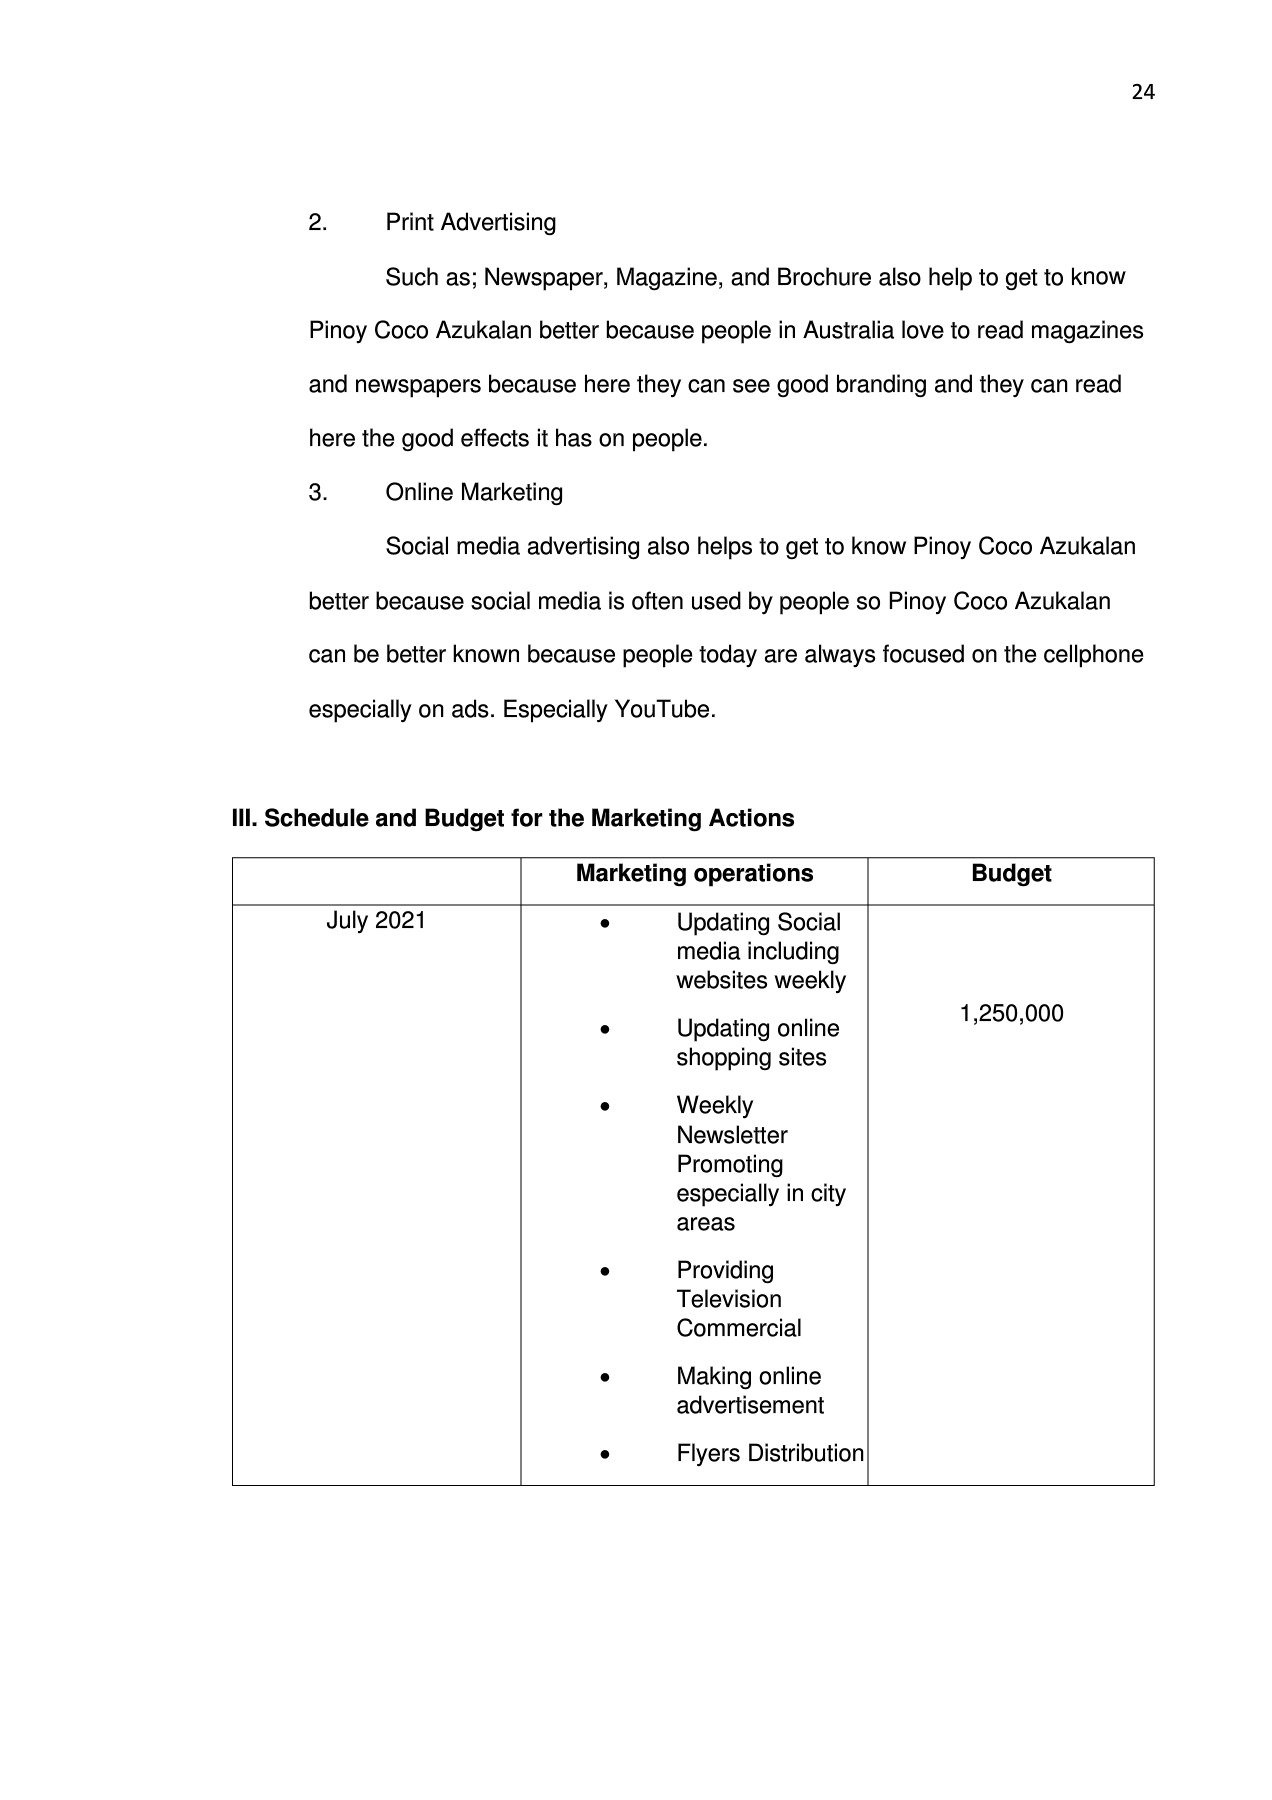 24
2. Print Advertising
Such as; Newspaper, Magazine, and Brochure also help to get to know
Pinoy Coco Azukalan better because people in Australia love to read magazines
and newspapers because here they can see good branding and they can read
here the good effects it has on people.
3. Online Marketing
Social media advertising also helps to get to know Pinoy Coco Azukalan
better because social media is often used by people so Pinoy Coco Azukalan
can be better known because people today are always focused on the cellphone
especially on ads. Especially YouTube.
III. Schedule and Budget for the Marketing Actions
Marketing operations Budget
July 2021
• Updating Social
media including
websites weekly
• Updating online
shopping sites
• Weekly
Newsletter
Promoting
especially in city
areas
• Providing
Television
Commercial
• Making online
advertisement
• Flyers Distribution
1,250,000